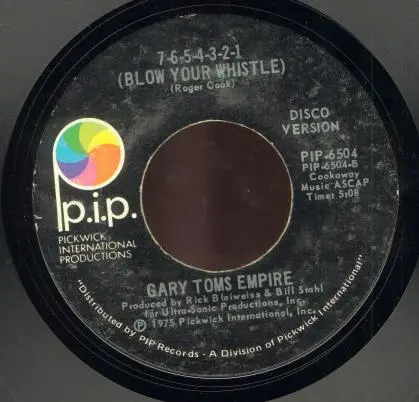 7-6-5-4-3-2-1
(BLOW YOUR WHISTLE)
(Roger Cook)
DISCO
VERSION
PIP-6504
PIP-6504-B
Cookaway
Music ASCAP
Time: 5:08
p.i.p.
PICKWICK
INTERNATIONAL
PRODUCTIONS
GARY TOMS EMPIRE
Produced by Rick Bleiweiss & Bill Stahl
for Ultra-Sonic Productions, Inc.
℗ 1975 Pickwick International, Inc.
"Distributed by PIP Records - A Division of Pickwick International"